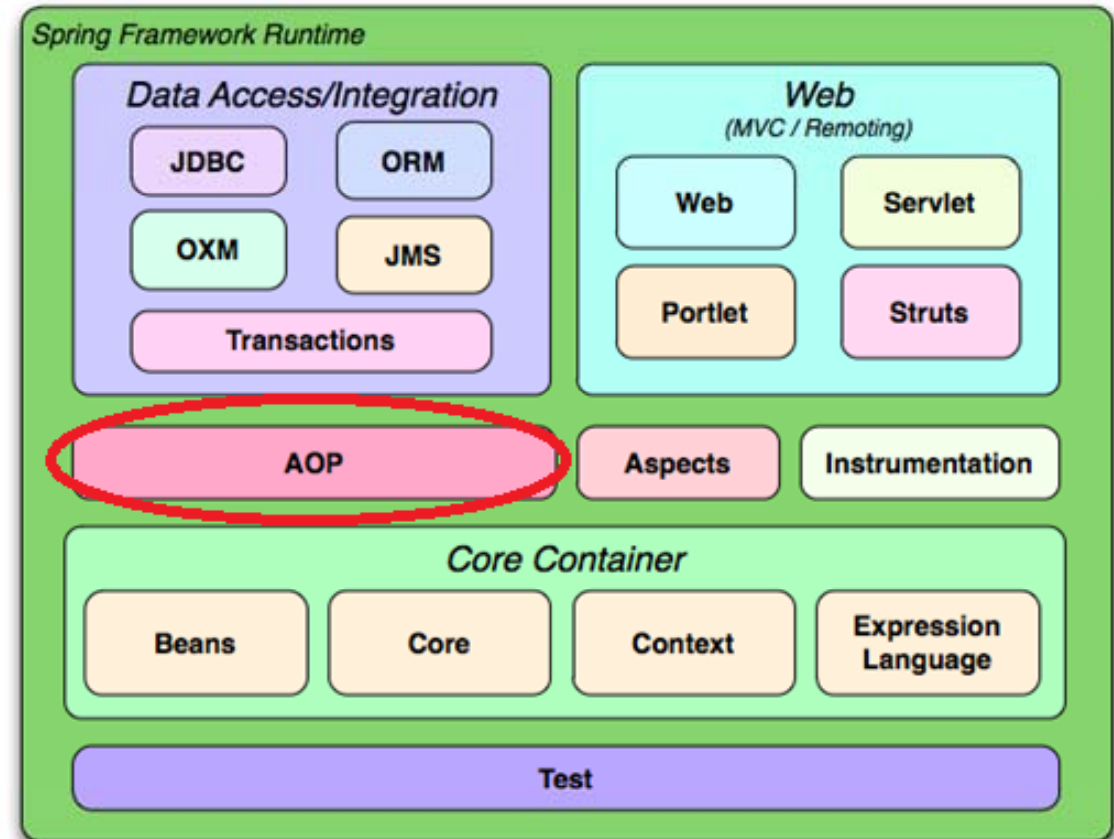 Spring Framework Runtime
Data Access/Integration
JDBC
ORM
OXM
JMS
Transactions
Web
(MVC / Remoting)
Web
Servlet
Portlet
Struts
AOP
Aspects
Instrumentation
Core Container
Beans
Core
Context
Expression
Language
Test